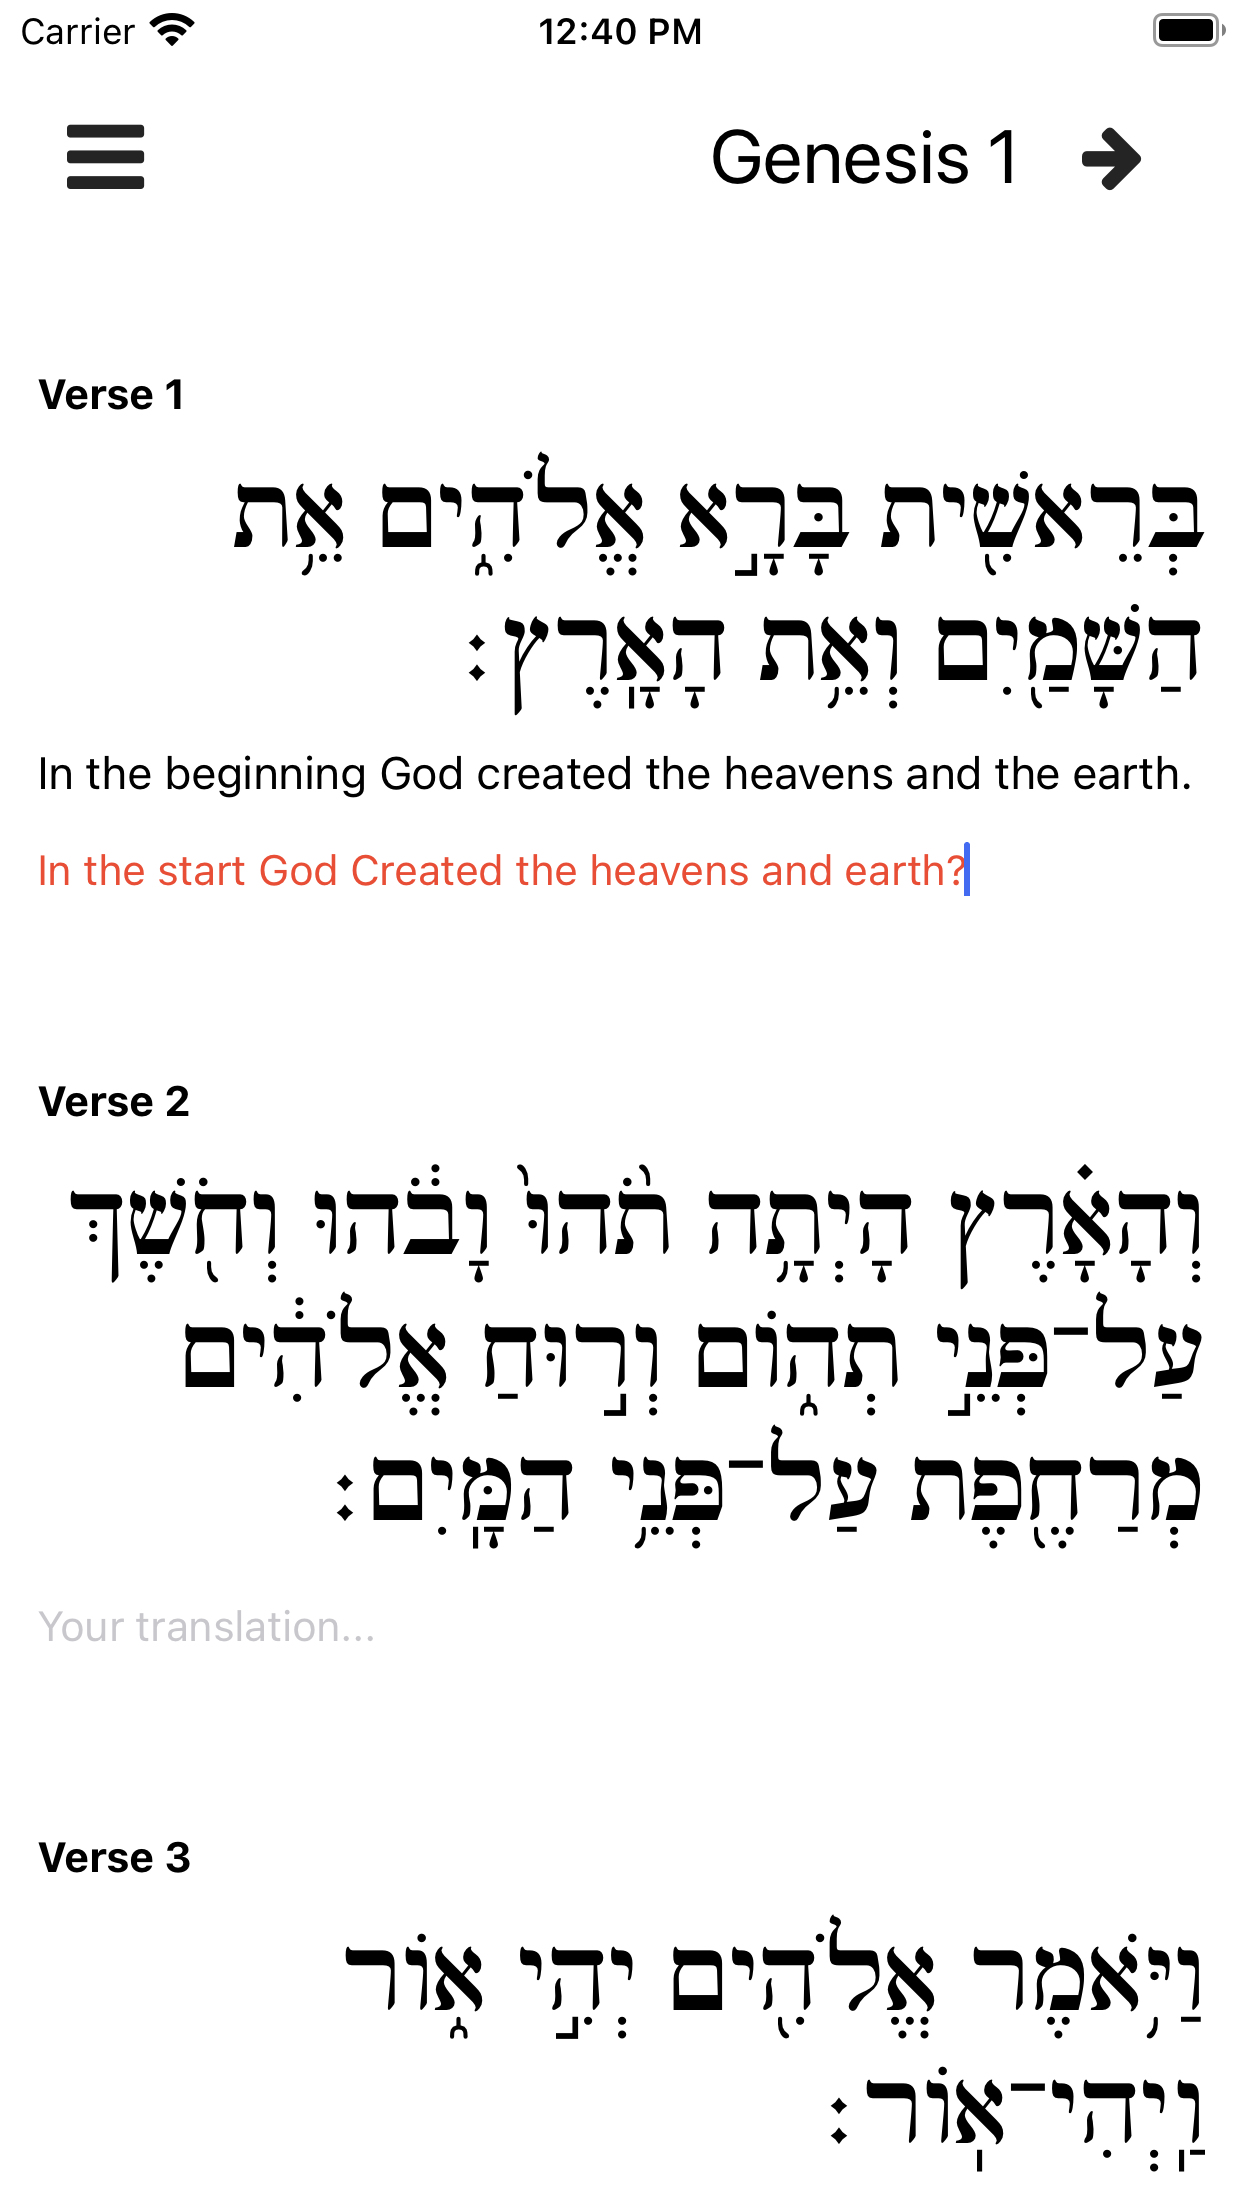 Carrier 12:40 PM
Genesis 1
Verse 1
בְּרֵאשִׁ֖ית בָּרָ֣א אֱלֹהִ֑ים אֵ֥ת
הַשָּׁמַ֖יִם וְאֵ֥ת הָאָֽרֶץ׃
In the beginning God created the heavens and the earth.
In the start God Created the heavens and earth?
Verse 2
וְהָאָ֗רֶץ הָיְתָ֥ה תֹ֙הוּ֙ וָבֹ֔הוּ וְחֹ֖שֶׁךְ
עַל־פְּנֵ֣י תְה֑וֹם וְר֣וּחַ אֱלֹהִ֔ים
מְרַחֶ֖פֶת עַל־פְּנֵ֥י הַמָּֽיִם׃
Your translation...
Verse 3
וַיֹּ֥אמֶר אֱלֹהִ֖ים יְהִ֣י א֑וֹר
וַֽיְהִי־אֽוֹר׃